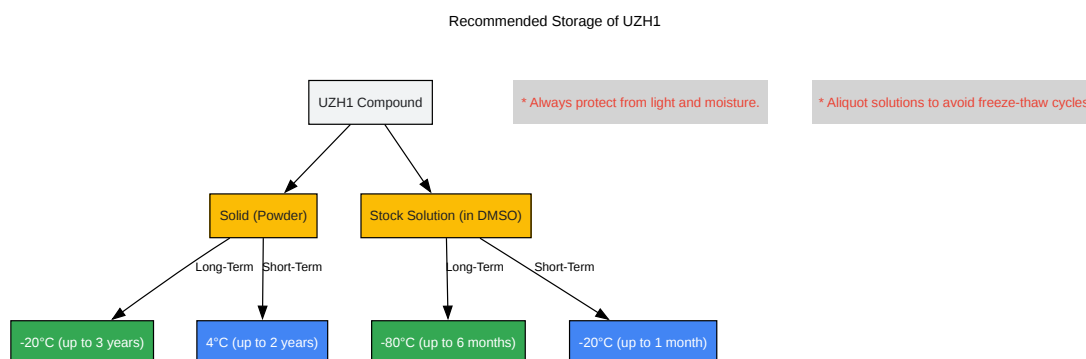 Recommended Storage of UZH1
UZH1 Compound
* Always protect from light and moisture.
* Aliquot solutions to avoid freeze-thaw cycles
Solid (Powder)
Stock Solution (in DMSO)
Long-Term
Short-Term
Long-Term
Short-Term
-20°C (up to 3 years)
4°C (up to 2 years)
-80°C (up to 6 months)
-20°C (up to 1 month)